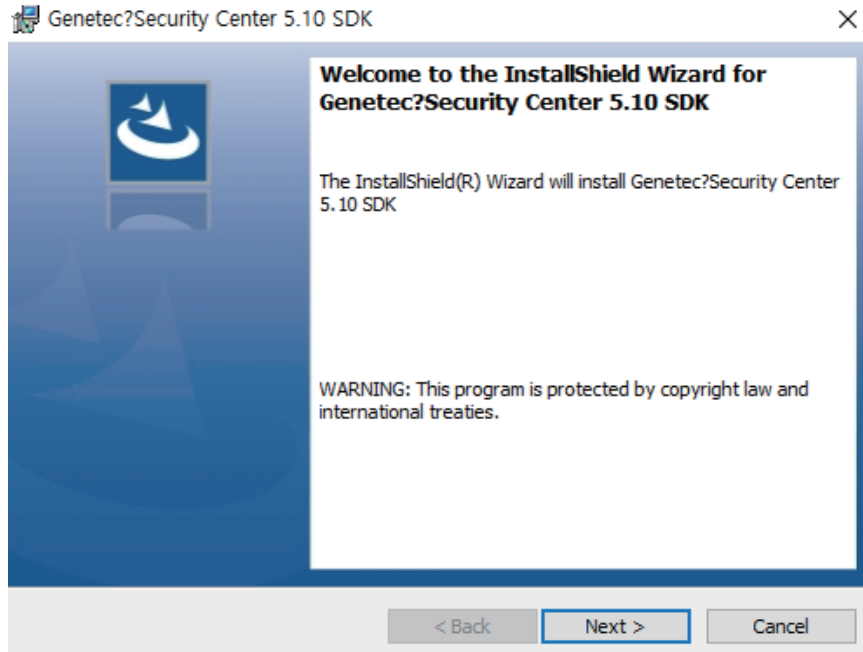 Genetec?Security Center 5.10 SDK
Welcome to the InstallShield Wizard for
Genetec?Security Center 5.10 SDK
The InstallShield(R) Wizard will install Genetec?Security Center
5.10 SDK
WARNING: This program is protected by copyright law and
international treaties.
< Back
Next >
Cancel